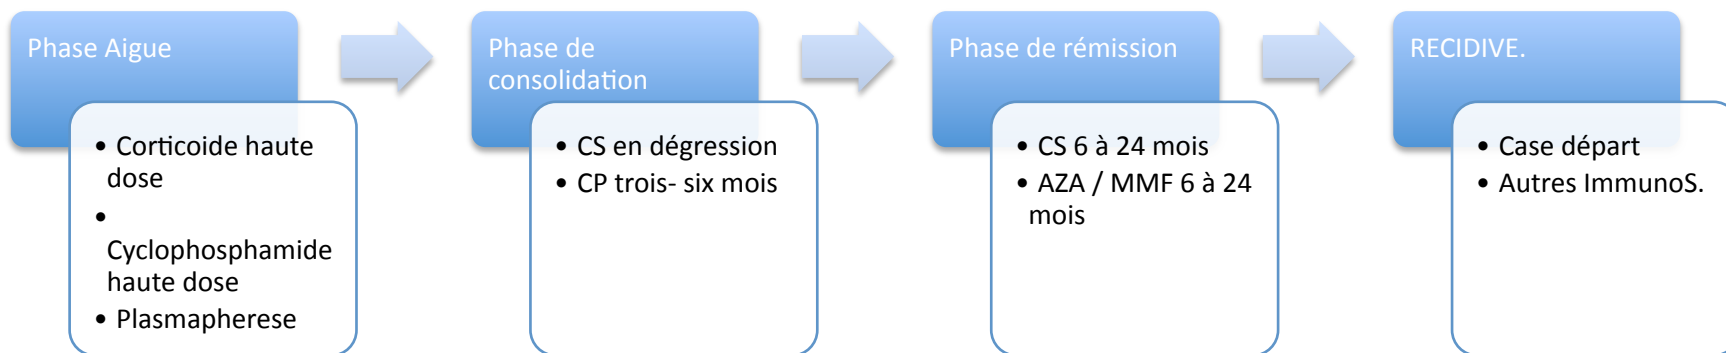 Phase Aigue
• Corticoide haute
dose
•
Cyclophosphamide
haute dose
• Plasmapherese
Phase de
consolidation
• CS en dégression
• CP trois- six mois
Phase de rémission
• CS 6 à 24 mois
• AZA / MMF 6 à 24
mois
RECIDIVE.
• Case départ
• Autres ImmunoS.